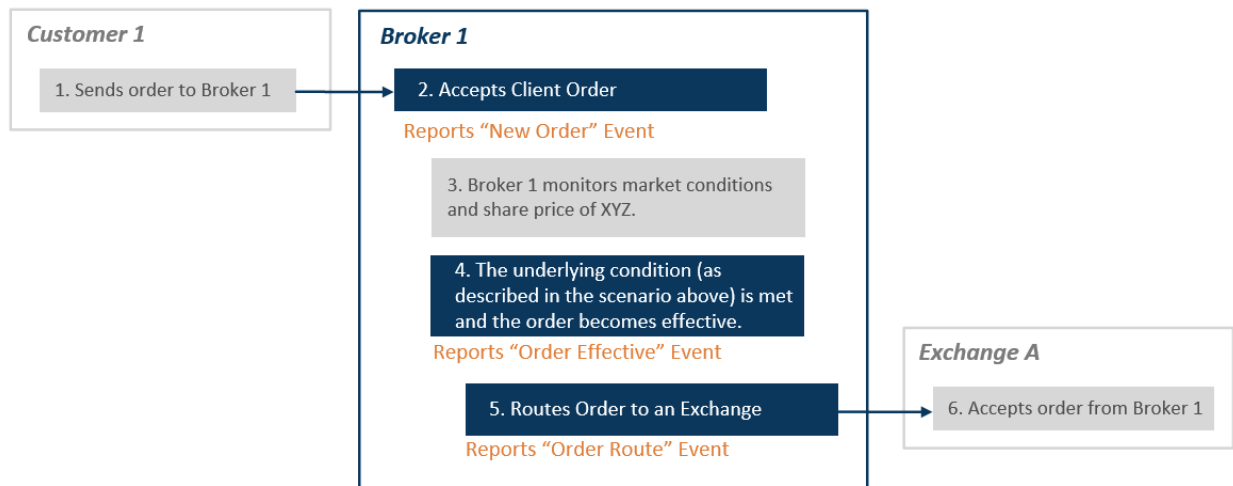 Customer 1
1. Sends order to Broker 1
Broker 1
2. Accepts Client Order
Reports “New Order” Event
3. Broker 1 monitors market conditions
and share price of XYZ.
4. The underlying condition (as
described in the scenario above) is met
and the order becomes effective.
Reports “Order Effective” Event
5. Routes Order to an Exchange
Reports “Order Route” Event
Exchange A
6. Accepts order from Broker 1